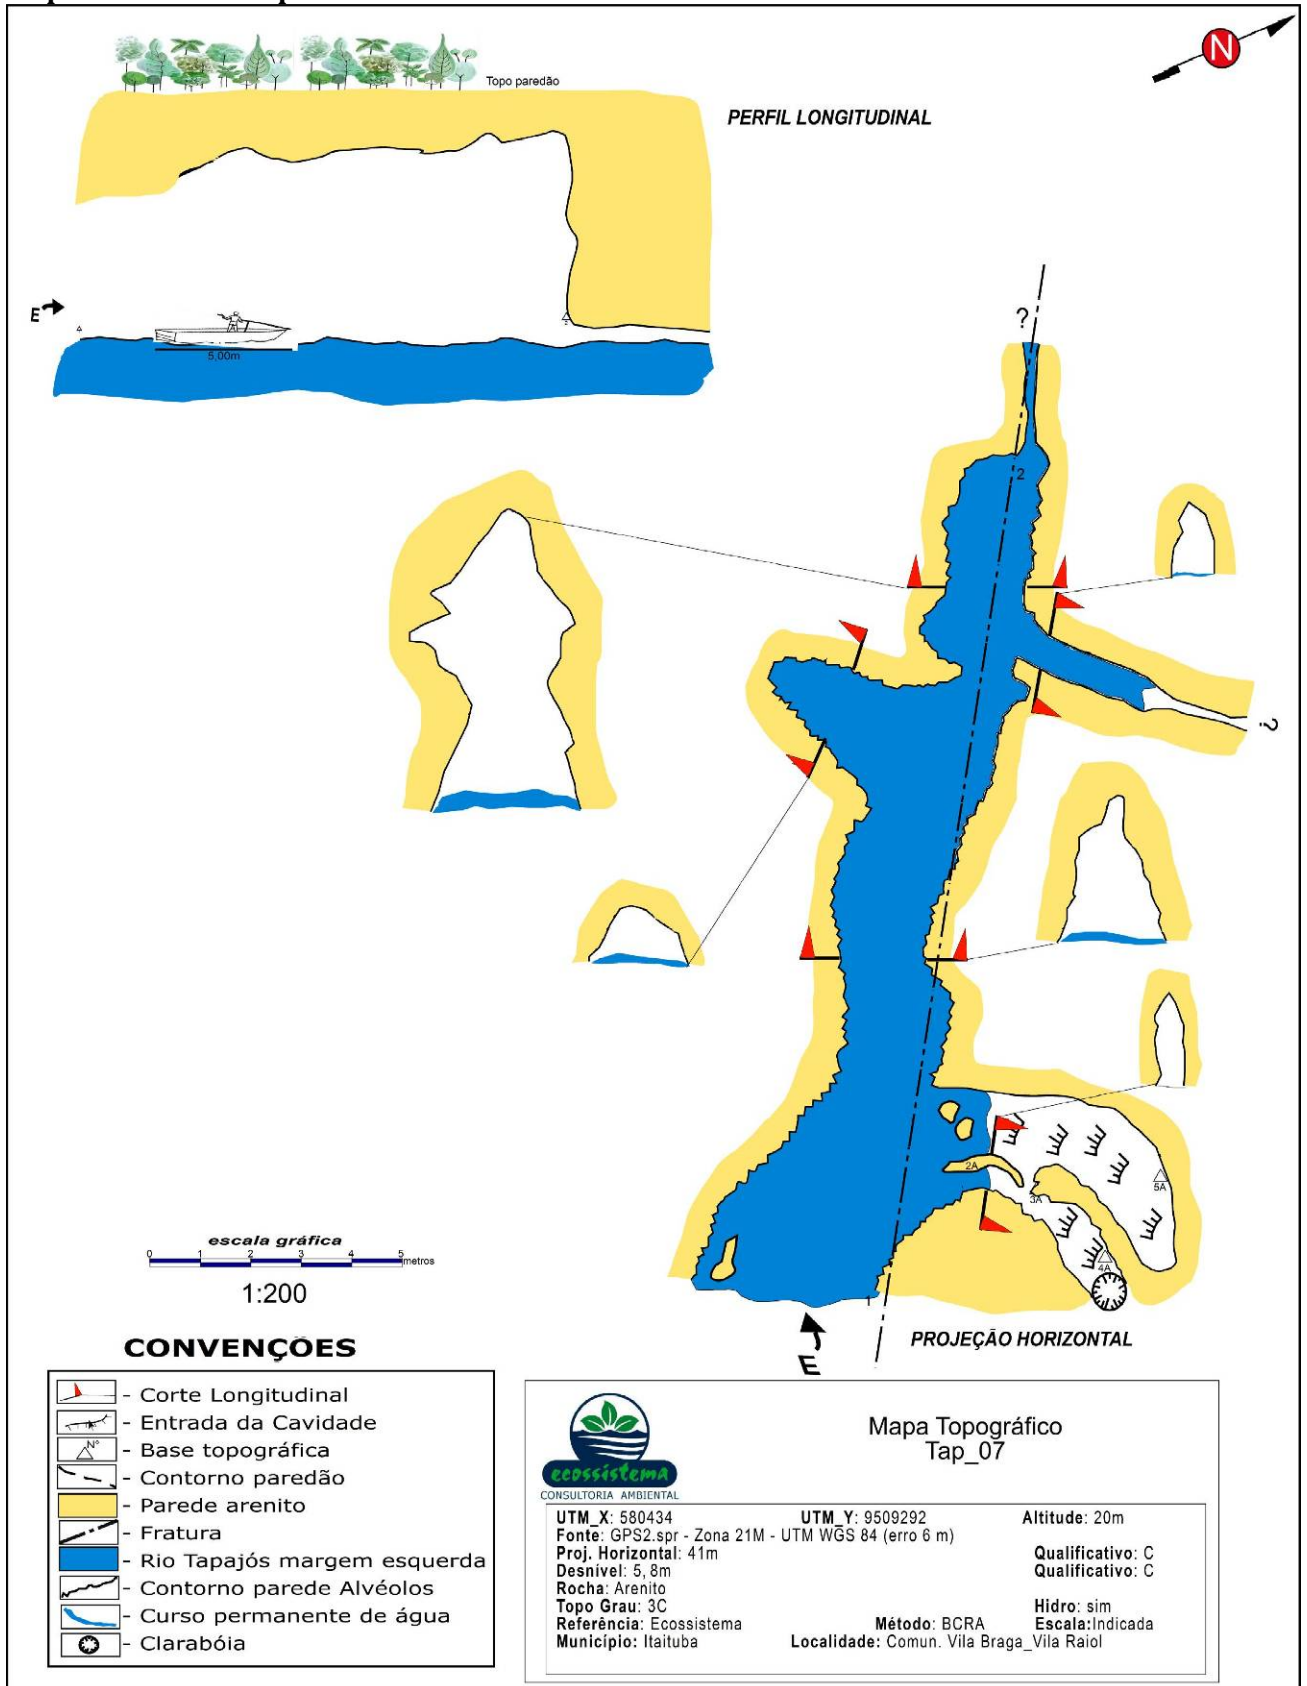 N
Topo paredão
PERFIL LONGITUDINAL
E
5,00m
?
2
?
2A
3A
5A
4A
1
E
PROJEÇÃO HORIZONTAL
escala gráfica
0 1 2 3 4 5
metros
1:200
CONVENÇÕES
- Corte Longitudinal
- Entrada da Cavidade
Nº - Base topográfica
- Contorno paredão
- Parede arenito
- Fratura
- Rio Tapajós margem esquerda
- Contorno parede Alvéolos
- Curso permanente de água
- Clarabóia
ecossistema
CONSULTORIA AMBIENTAL
Mapa Topográfico
Tap_07
UTM_X: 580434 UTM_Y: 9509292 Altitude: 20m
Fonte: GPS2.spr - Zona 21M - UTM WGS 84 (erro 6 m)
Proj. Horizontal: 41m Qualificativo: C
Desnível: 5, 8m Qualificativo: C
Rocha: Arenito
Topo Grau: 3C Hidro: sim
Referência: Ecossistema Método: BCRA Escala:Indicada
Município: Itaituba Localidade: Comun. Vila Braga_Vila Raiol